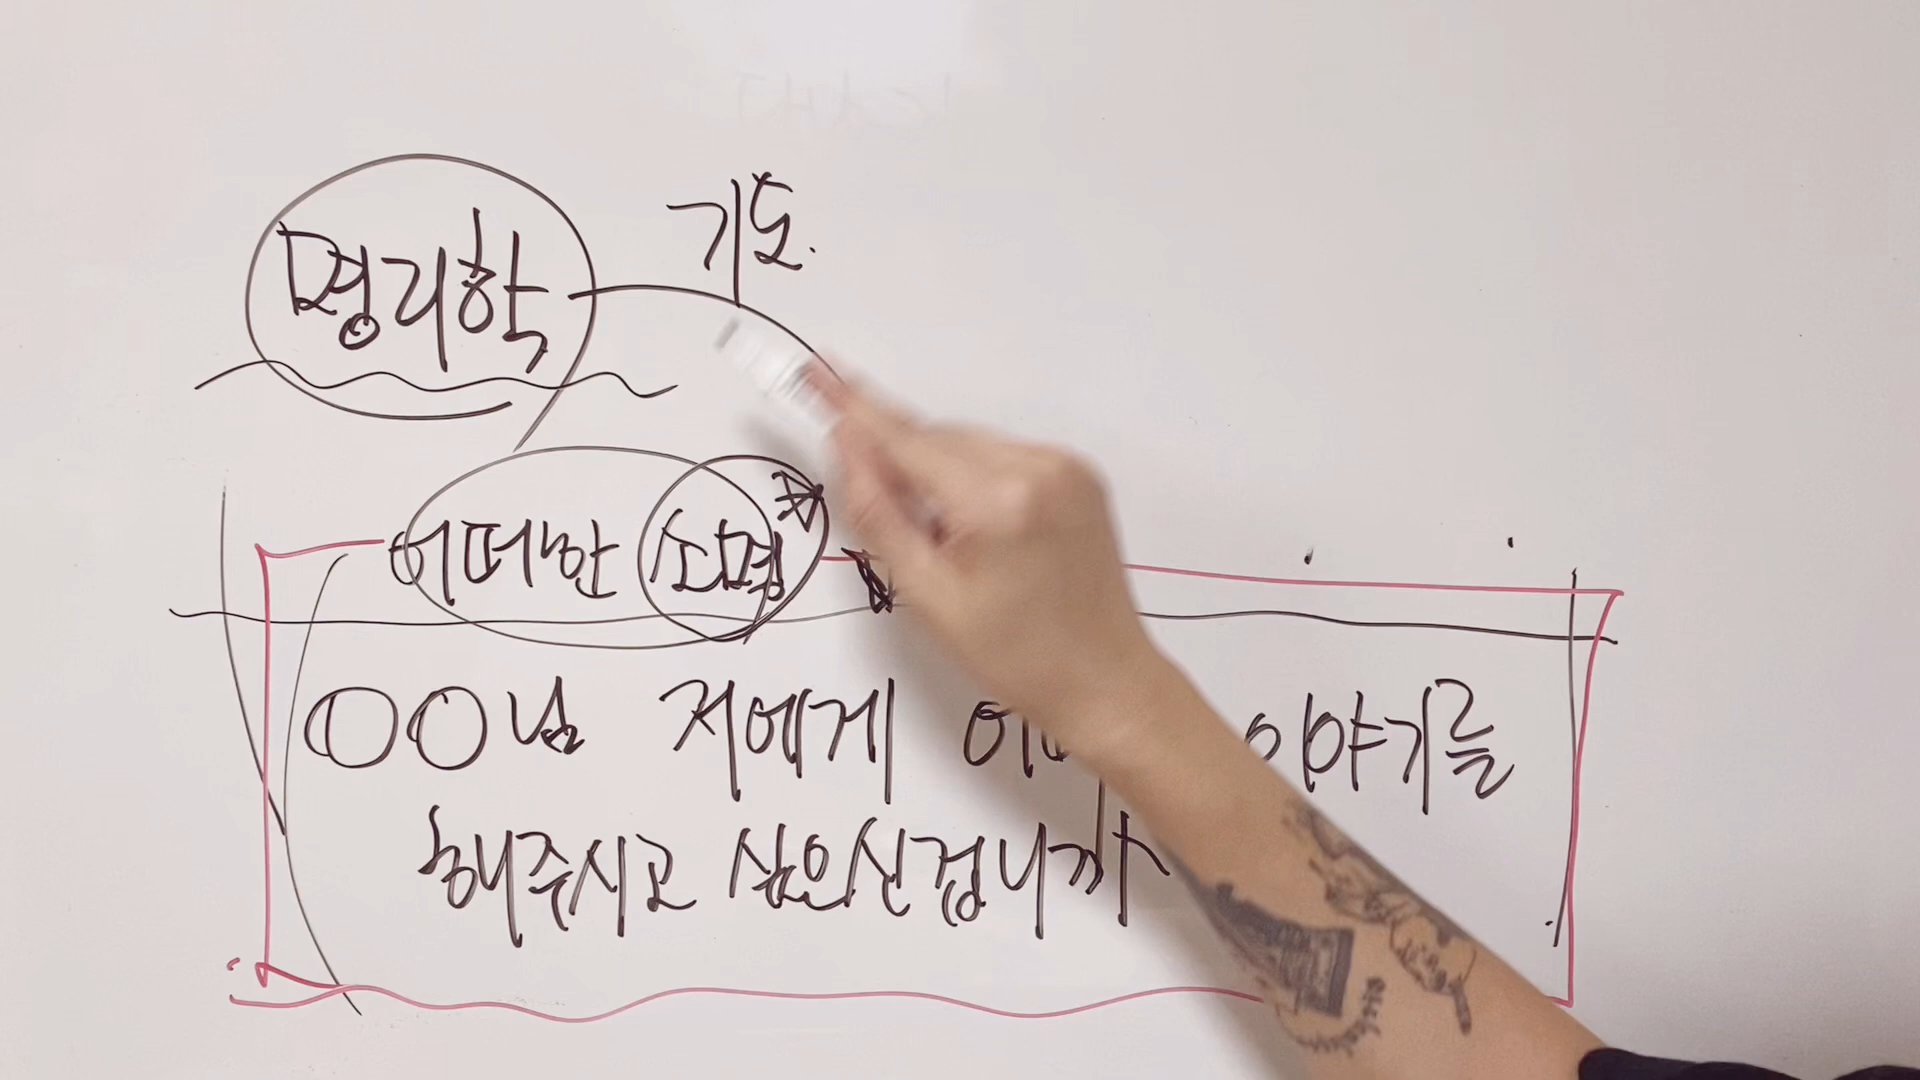 기도.
명리학
어떠한 소명
○○님 저에게 이야기를
해주시고 싶으신겁니까